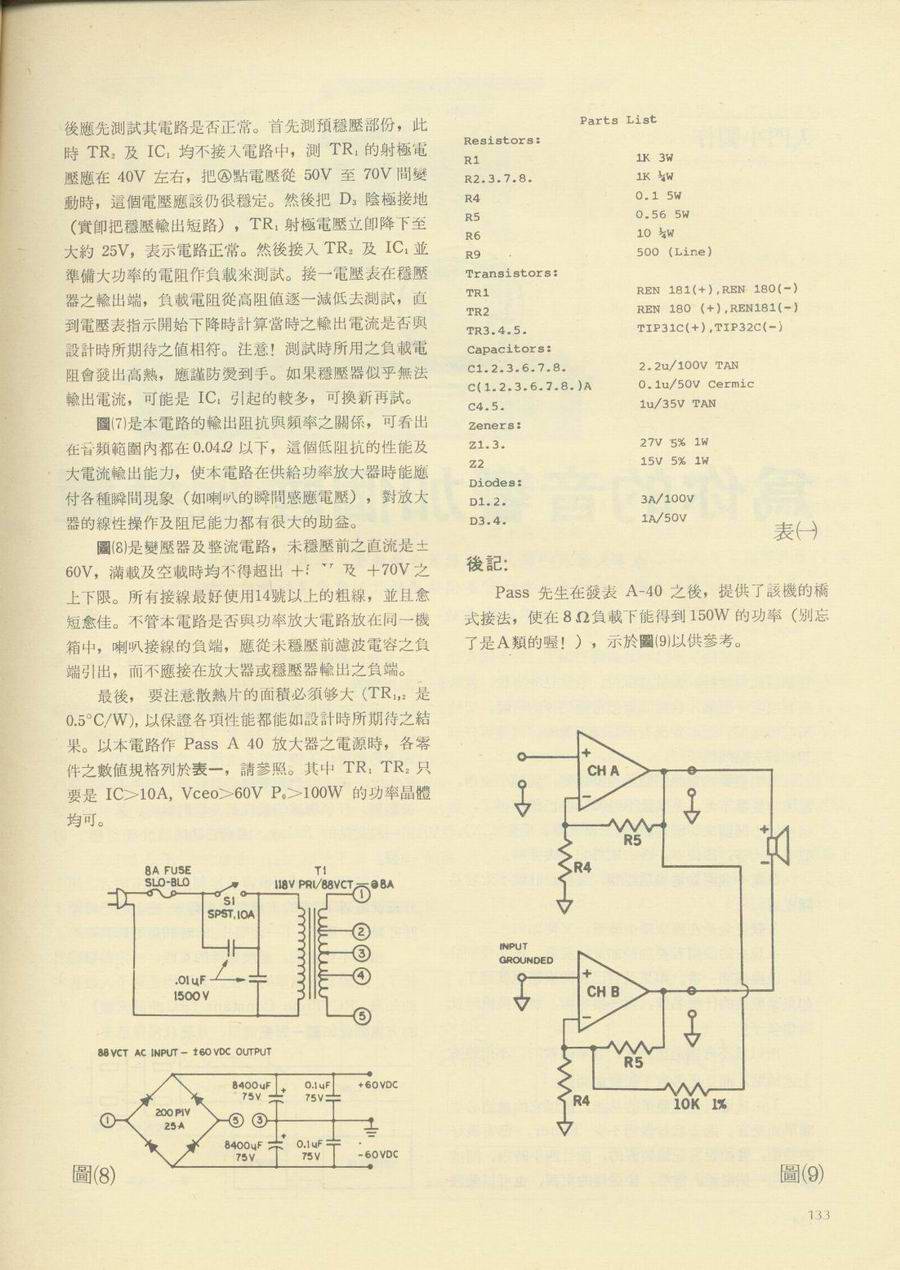 後應先測試其電路是否正常。首先測預穩壓部份，此
時 TR₂ 及 IC₁ 均不接入電路中，測 TR₁ 的射極電
壓應在 40V 左右，把Ⓐ點電壓從 50V 至 70V 間變
動時，這個電壓應該仍很穩定。然後把 D₃ 陰極接地
（實卽把穩壓輸出短路），TR₁ 射極電壓立卽降下至
大約 25V，表示電路正常。然後接入 TR₂ 及 IC₁ 並
準備大功率的電阻作負載來測試。接一電壓表在穩壓
器之輸出端，負載電阻從高阻値逐一減低去測試，直
到電壓表指示開始下降時計算當時之輸出電流是否與
設計時所期待之値相符。注意！測試時所用之負載電
阻會發出高熱，應謹防燙到手。如果穩壓器似乎無法
輸出電流，可能是 IC₁ 引起的較多，可換新再試。
圖⑺是本電路的輸出阻抗與頻率之關係，可看出
在音頻範圍內都在0.04Ω 以下，這個低阻抗的性能及
大電流輸出能力，使本電路在供給功率放大器時能應
付各種瞬間現象（如喇叭的瞬間感應電壓），對放大
器的線性操作及阻尼能力都有很大的助益。
圖⑻是變壓器及整流電路，未穩壓前之直流是±
60V，滿載及空載時均不得超出 及 +70V 之
上下限。所有接線最好使用14號以上的粗線，並且愈
短愈佳。不管本電路是否與功率放大電路放在同一機
箱中，喇叭接線的負端，應從未穩壓前濾波電容之負
端引出，而不應接在放大器或穩壓器輸出之負端。
最後，要注意散熱片的面積必須够大（TR₁,₂ 是
0.5°C/W)，以保證各項性能都能如設計時所期待之結
果。以本電路作 Pass A 40 放大器之電源時，各零
件之數値規格列於表一，請參照。其中 TR₁ TR₂ 只
要是 IC>10A, Vceo>60V P₀>100W 的功率晶體
均可。
8A FUSE
SLO-BLO
S1
SPST,10A
T1
118V PRI/88VCT—@8A
1
2
3
4
5
.01uF
1500V
88VCT AC INPUT – ±60VDC OUTPUT
200 PIV
25A
1
5
3
8400uF
75V
+
0.1uF
75V
+60VDC
8400uF
75V
+
0.1uF
75V
-60VDC
圖(8)
Parts List
Resistors:
R1 1K 3W
R2.3.7.8. 1K ¼W
R4 0.1 5W
R5 0.56 5W
R6 10 ¼W
R9 500 (Line)
Transistors:
TR1 REN 181(+),REN 180(-)
TR2 REN 180 (+),REN181(-)
TR3.4.5. TIP31C(+),TIP32C(-)
Capacitors:
C1.2.3.6.7.8. 2.2u/100V TAN
C(1.2.3.6.7.8.)A 0.1u/50V Cermic
C4.5. 1u/35V TAN
Zeners:
Z1.3. 27V 5% 1W
Z2 15V 5% 1W
Diodes:
D1.2. 3A/100V
D3.4. 1A/50V
表㈠
後記：
Pass 先生在發表 A-40 之後，提供了該機的橋
式接法，使在 8 Ω負載下能得到150W 的功率（別忘
了是A類的喔！），示於圖⑼以供參考。
+
CH A
–
R5
R4
+
–
INPUT
GROUNDED
+
CH B
–
R5
R4
10K 1%
圖(9)
133